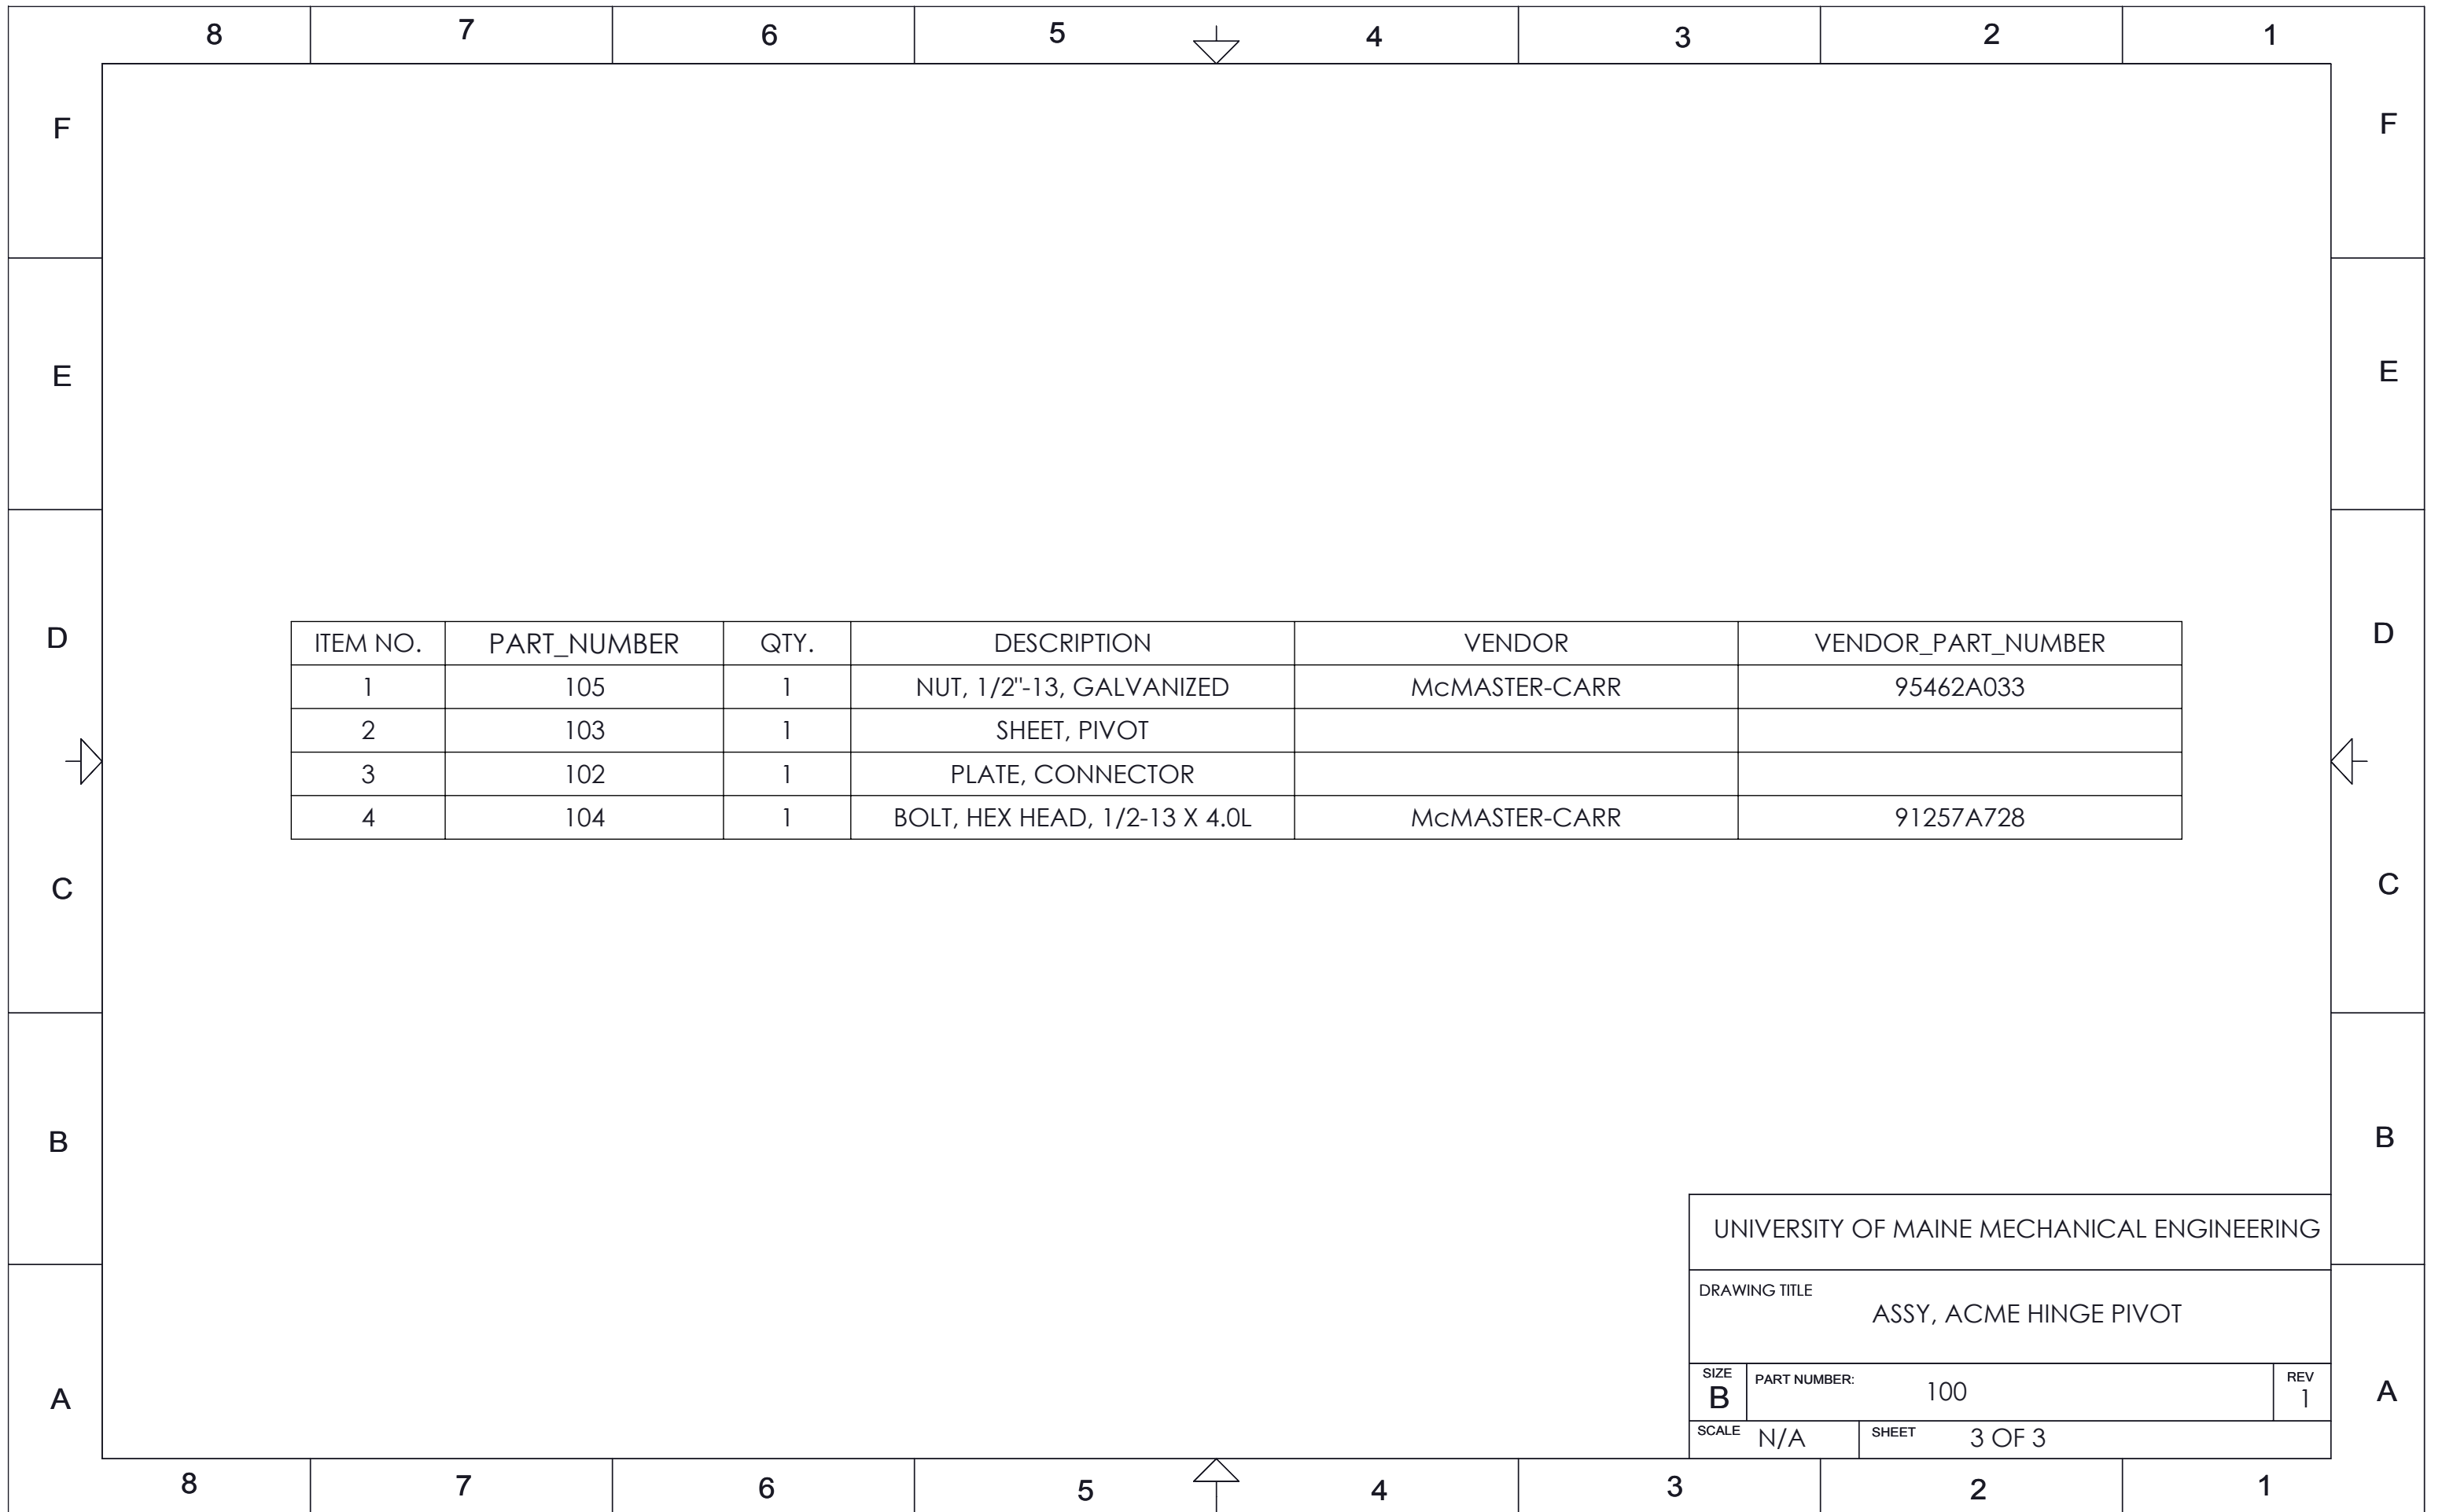 8 7 6 5 4 3 2 1
F F
E E
D D
ITEM NO. PART_NUMBER QTY. DESCRIPTION VENDOR VENDOR_PART_NUMBER
1 105 1 NUT, 1/2"-13, GALVANIZED McMASTER-CARR 95462A033
2 103 1 SHEET, PIVOT
3 102 1 PLATE, CONNECTOR
4 104 1 BOLT, HEX HEAD, 1/2-13 X 4.0L McMASTER-CARR 91257A728
C C
B B
UNIVERSITY OF MAINE MECHANICAL ENGINEERING
DRAWING TITLE
ASSY, ACME HINGE PIVOT
SIZE B PART NUMBER: 100 REV 1
A A
SCALE N/A SHEET 3 OF 3
8 7 6 5 4 3 2 1